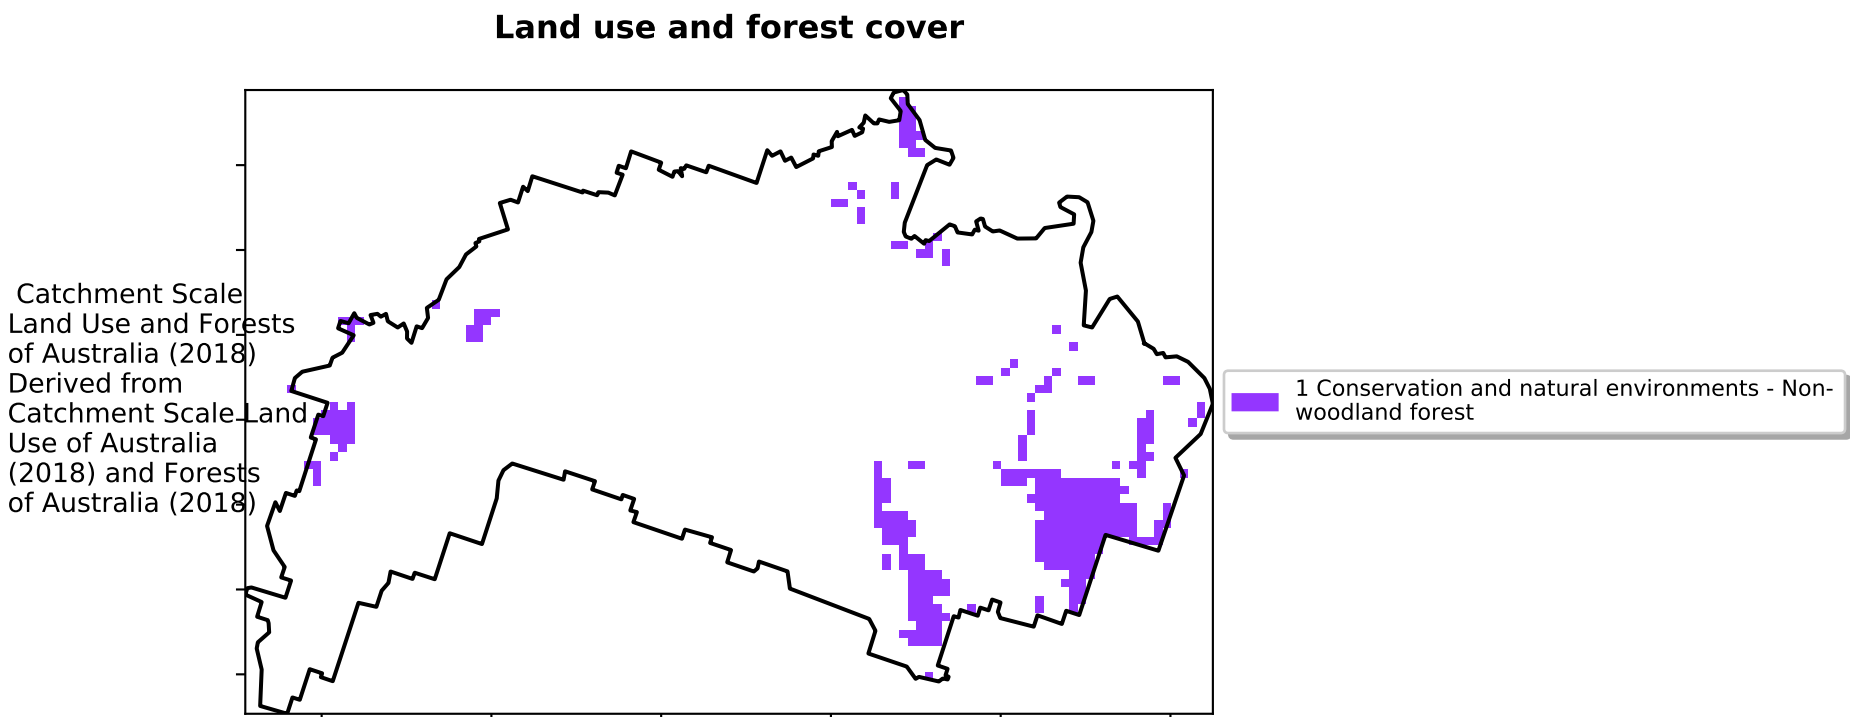 Land use and forest cover
Catchment Scale
Land Use and Forests
of Australia (2018)
Derived from
Catchment Scale Land
Use of Australia
(2018) and Forests
of Australia (2018)
1 Conservation and natural environments - Non-
woodland forest